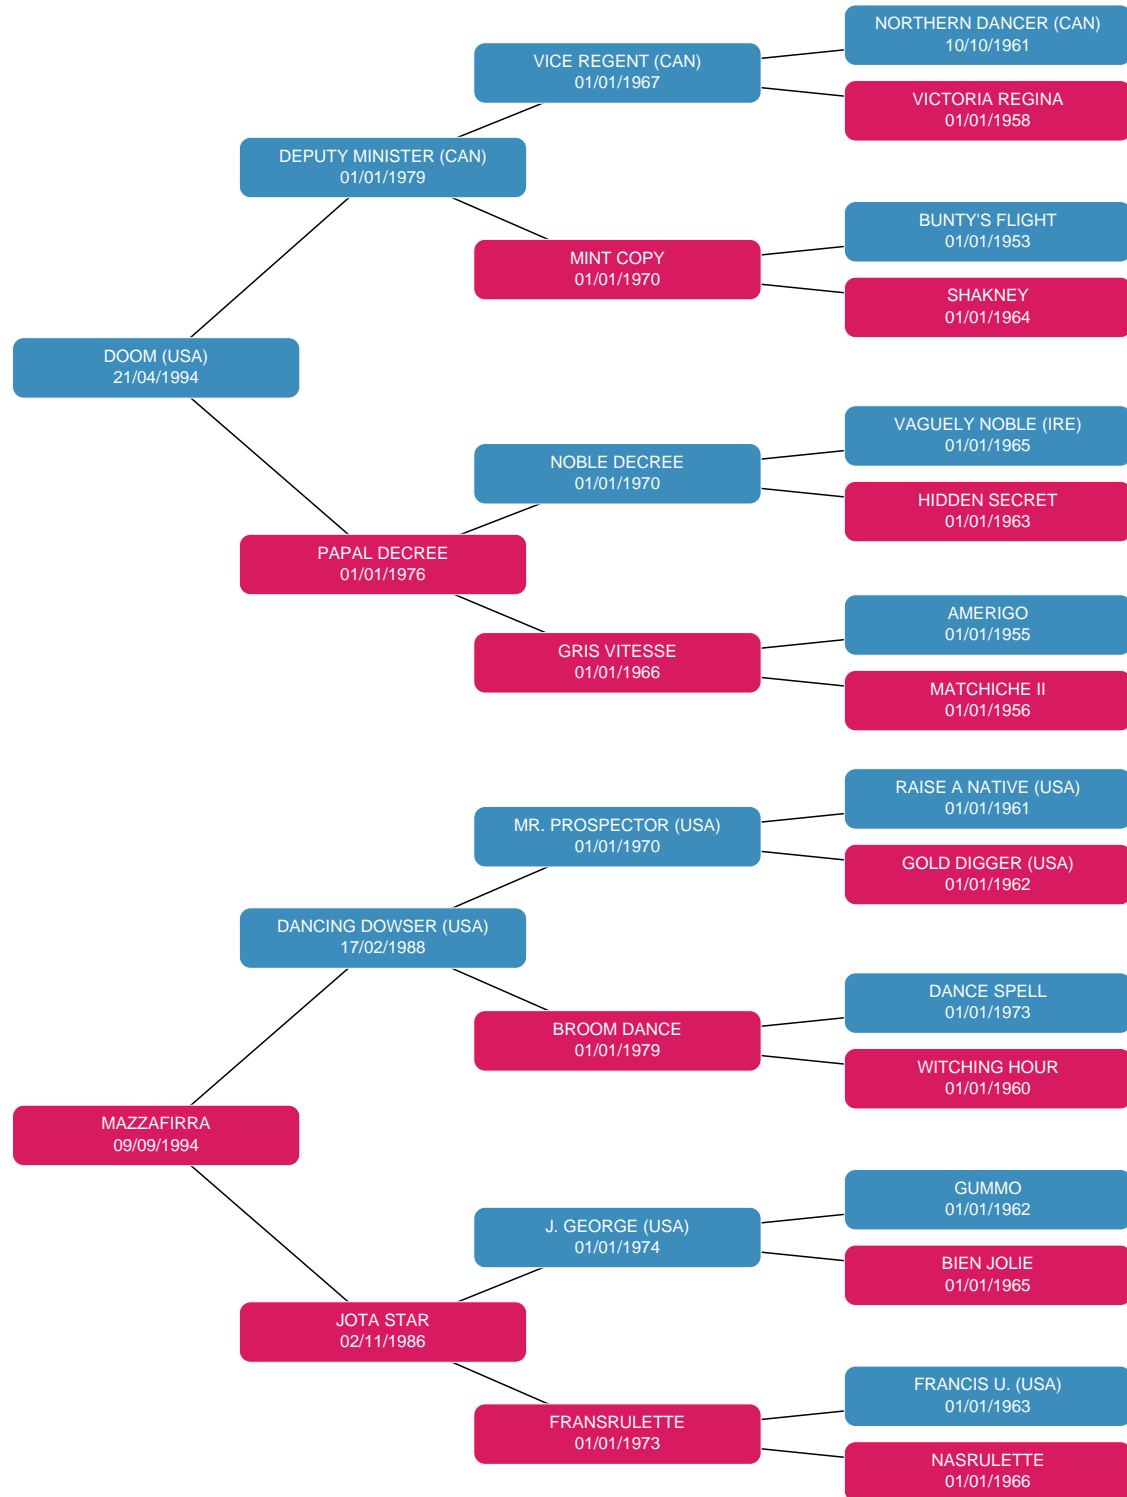 NORTHERN DANCER (CAN)
10/10/1961
VICE REGENT (CAN)
01/01/1967
VICTORIA REGINA
01/01/1958
DEPUTY MINISTER (CAN)
01/01/1979
BUNTY'S FLIGHT
01/01/1953
MINT COPY
01/01/1970
SHAKNEY
01/01/1964
DOOM (USA)
21/04/1994
VAGUELY NOBLE (IRE)
01/01/1965
NOBLE DECREE
01/01/1970
HIDDEN SECRET
01/01/1963
PAPAL DECREE
01/01/1976
AMERIGO
01/01/1955
GRIS VITESSE
01/01/1966
MATCHICHE II
01/01/1956
RAISE A NATIVE (USA)
01/01/1961
MR. PROSPECTOR (USA)
01/01/1970
GOLD DIGGER (USA)
01/01/1962
DANCING DOWSER (USA)
17/02/1988
DANCE SPELL
01/01/1973
BROOM DANCE
01/01/1979
WITCHING HOUR
01/01/1960
MAZZAFIRRA
09/09/1994
GUMMO
01/01/1962
J. GEORGE (USA)
01/01/1974
BIEN JOLIE
01/01/1965
JOTA STAR
02/11/1986
FRANCIS U. (USA)
01/01/1963
FRANSRULETTE
01/01/1973
NASRULETTE
01/01/1966